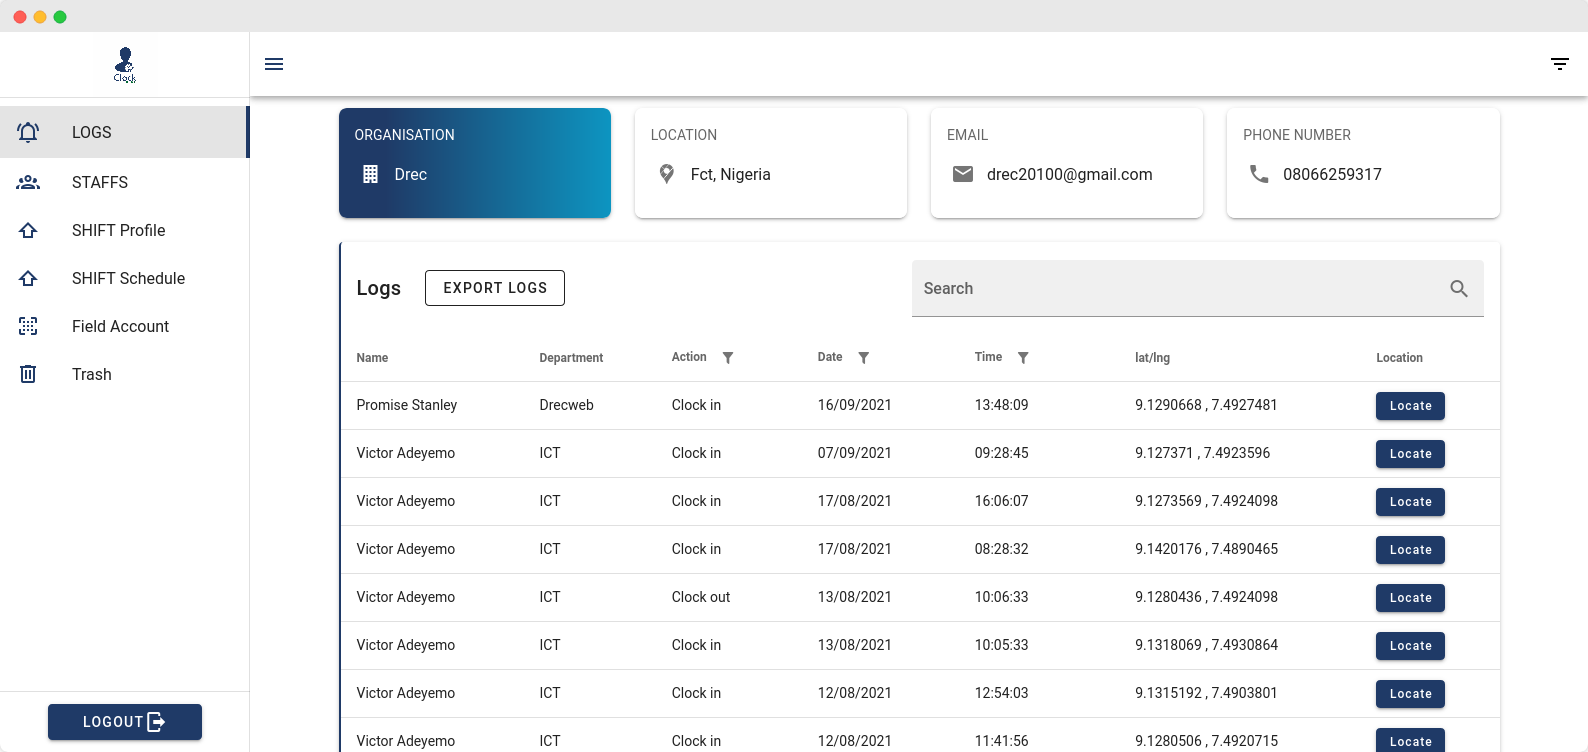 Clock
LOGS
STAFFS
SHIFT Profile
SHIFT Schedule
Field Account
Trash
LOGOUT
ORGANISATION
Drec
LOCATION
Fct, Nigeria
EMAIL
drec20100@gmail.com
PHONE NUMBER
08066259317
Logs EXPORT LOGS Search
Name Department Action Date Time lat/lng Location
Promise Stanley Drecweb Clock in 16/09/2021 13:48:09 9.1290668 , 7.4927481 Locate
Victor Adeyemo ICT Clock in 07/09/2021 09:28:45 9.127371 , 7.4923596 Locate
Victor Adeyemo ICT Clock in 17/08/2021 16:06:07 9.1273569 , 7.4924098 Locate
Victor Adeyemo ICT Clock in 17/08/2021 08:28:32 9.1420176 , 7.4890465 Locate
Victor Adeyemo ICT Clock out 13/08/2021 10:06:33 9.1280436 , 7.4924098 Locate
Victor Adeyemo ICT Clock in 13/08/2021 10:05:33 9.1318069 , 7.4930864 Locate
Victor Adeyemo ICT Clock in 12/08/2021 12:54:03 9.1315192 , 7.4903801 Locate
Victor Adeyemo ICT Clock in 12/08/2021 11:41:56 9.1280506 , 7.4920715 Locate